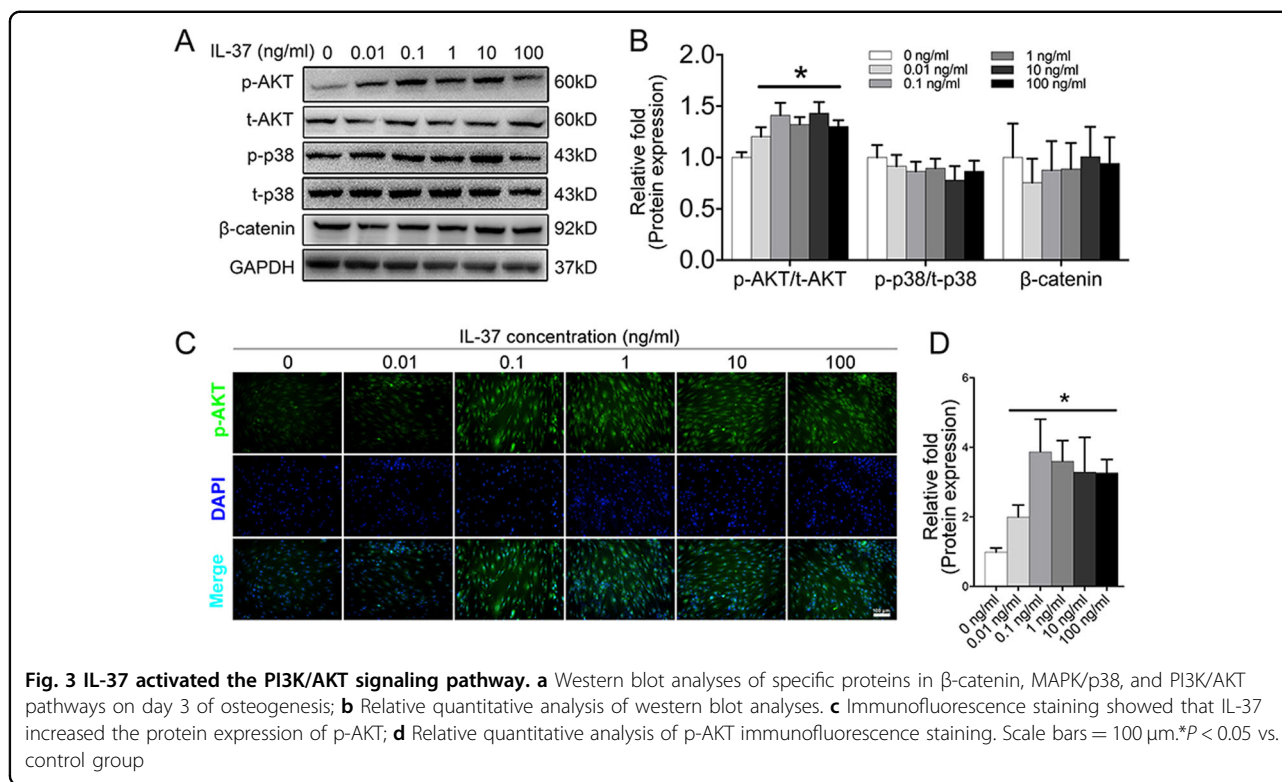 A
IL-37 (ng/ml) 0 0.01 0.1 1 10 100
p-AKT 60kD
t-AKT 60kD
p-p38 43kD
t-p38 43kD
β-catenin 92kD
GAPDH 37kD
B
Relative fold
(Protein expression)
2.0
1.5
1.0
0.5
0.0
0 ng/ml 1 ng/ml
0.01 ng/ml 10 ng/ml
0.1 ng/ml 100 ng/ml
*
p-AKT/t-AKT p-p38/t-p38 β-catenin
C
IL-37 concentration (ng/ml)
0 0.01 0.1 1 10 100
p-AKT
DAPI
Merge
100 μm
D
Relative fold
(Protein expression)
6
4
2
0
*
0 ng/ml
0.01 ng/ml
0.1 ng/ml
1 ng/ml
10 ng/ml
100 ng/ml
Fig. 3 IL-37 activated the PI3K/AKT signaling pathway. a Western blot analyses of specific proteins in β-catenin, MAPK/p38, and PI3K/AKT
pathways on day 3 of osteogenesis; b Relative quantitative analysis of western blot analyses. c Immunofluorescence staining showed that IL-37
increased the protein expression of p-AKT; d Relative quantitative analysis of p-AKT immunofluorescence staining. Scale bars = 100 μm.*P < 0.05 vs.
control group